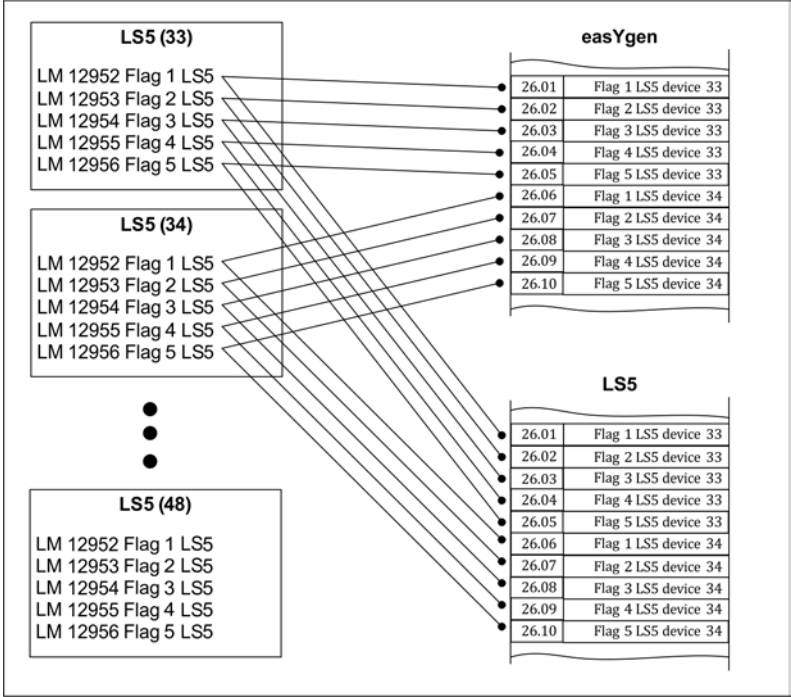 LS5 (33)
LM 12952 Flag 1 LS5
LM 12953 Flag 2 LS5
LM 12954 Flag 3 LS5
LM 12955 Flag 4 LS5
LM 12956 Flag 5 LS5
LS5 (34)
LM 12952 Flag 1 LS5
LM 12953 Flag 2 LS5
LM 12954 Flag 3 LS5
LM 12955 Flag 4 LS5
LM 12956 Flag 5 LS5
LS5 (48)
LM 12952 Flag 1 LS5
LM 12953 Flag 2 LS5
LM 12954 Flag 3 LS5
LM 12955 Flag 4 LS5
LM 12956 Flag 5 LS5
easYgen
26.01 Flag 1 LS5 device 33
26.02 Flag 2 LS5 device 33
26.03 Flag 3 LS5 device 33
26.04 Flag 4 LS5 device 33
26.05 Flag 5 LS5 device 33
26.06 Flag 1 LS5 device 34
26.07 Flag 2 LS5 device 34
26.08 Flag 3 LS5 device 34
26.09 Flag 4 LS5 device 34
26.10 Flag 5 LS5 device 34
LS5
26.01 Flag 1 LS5 device 33
26.02 Flag 2 LS5 device 33
26.03 Flag 3 LS5 device 33
26.04 Flag 4 LS5 device 33
26.05 Flag 5 LS5 device 33
26.06 Flag 1 LS5 device 34
26.07 Flag 2 LS5 device 34
26.08 Flag 3 LS5 device 34
26.09 Flag 4 LS5 device 34
26.10 Flag 5 LS5 device 34